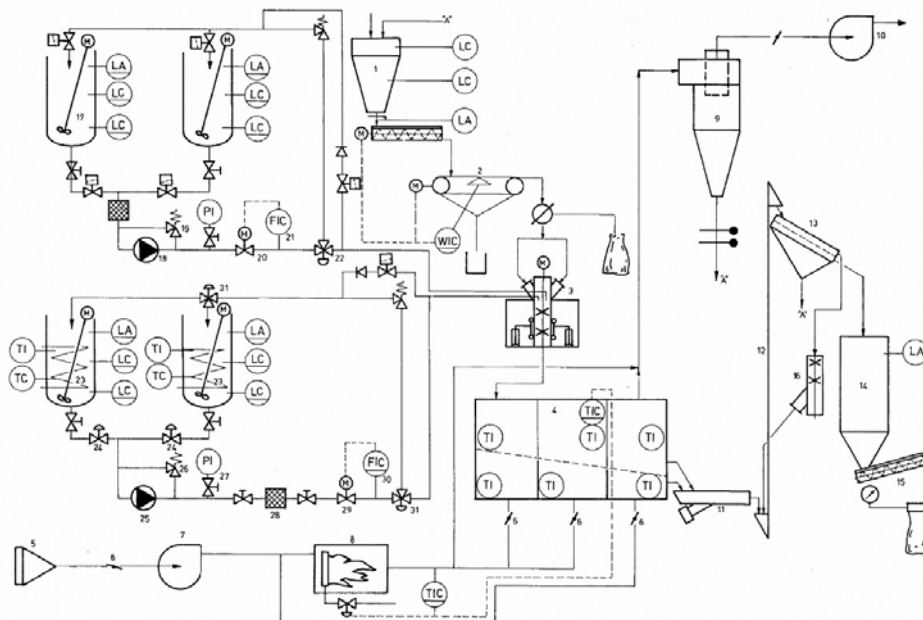 "A"
M
M
LC
10
LA
LA
1
LC
LC
LC
LA
9
17
LC
LC
M
2
13
M
PI
WIC
19
M
FIC
21
"A"
18
20
22
M
3
31
"A"
M
M
LA
LA
12
LA
TI
TI
LC
LC
16
14
TC
23
TC
23
LC
LC
4
TIC
TI
TI
TI
24
24
26
PI
27
M
FIC
30
TI
TI
TI
15
11
25
28
29
31
6
6
6
5
6
7
8
TIC